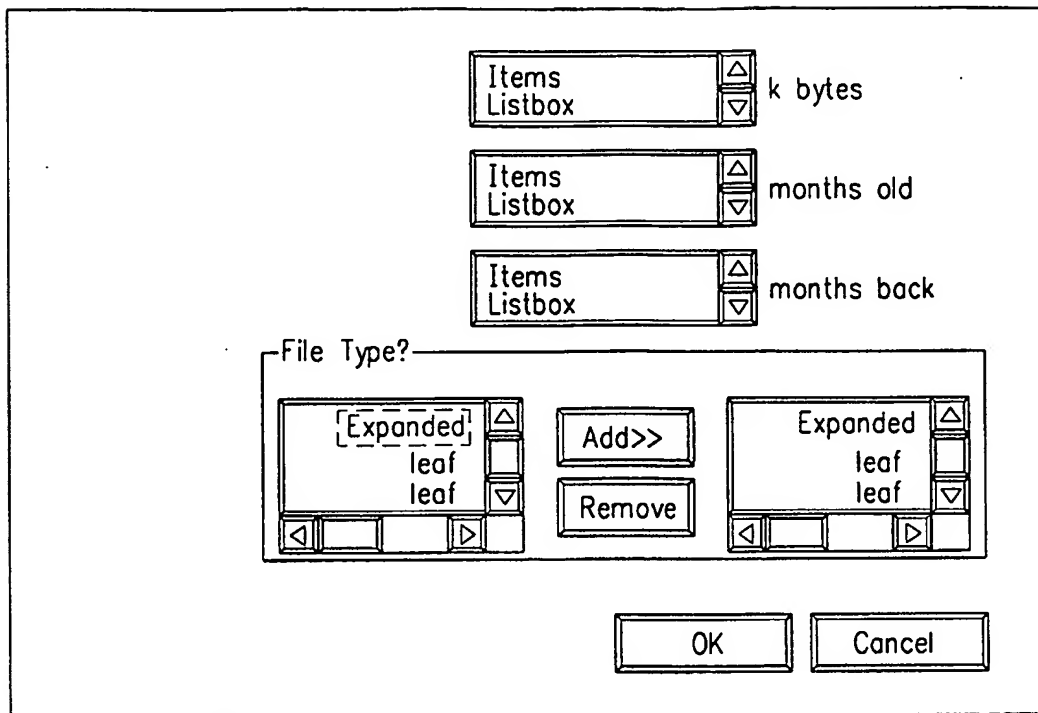 Items
Listbox
k bytes
Items
Listbox
months old
Items
Listbox
months back
File Type?
Expanded
leaf
leaf
Add>>
Remove
Expanded
leaf
leaf
OK
Cancel